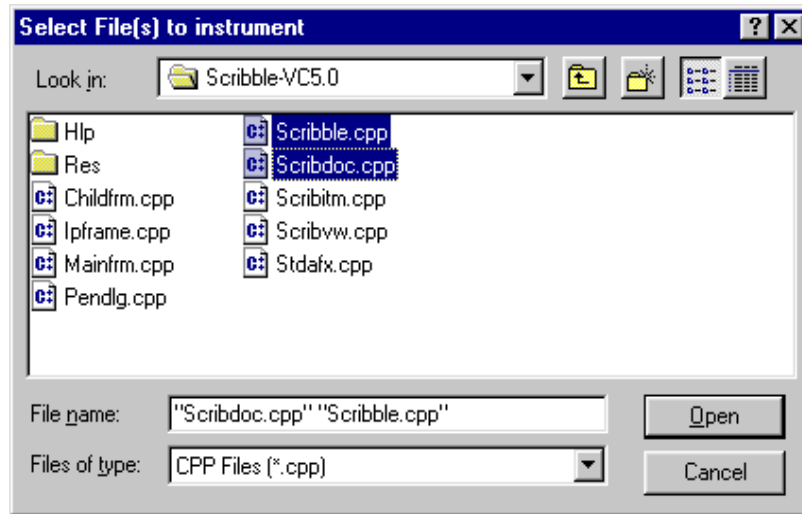 Select File(s) to instrument
Look in: Scribble-VC5.0
Hlp
Res
Childfrm.cpp
Ipframe.cpp
Mainfrm.cpp
Pendlg.cpp
Scribble.cpp
Scribdoc.cpp
Scribitm.cpp
Scribvw.cpp
Stdafx.cpp
File name: "Scribdoc.cpp" "Scribble.cpp" Open
Files of type: CPP Files (*.cpp) Cancel